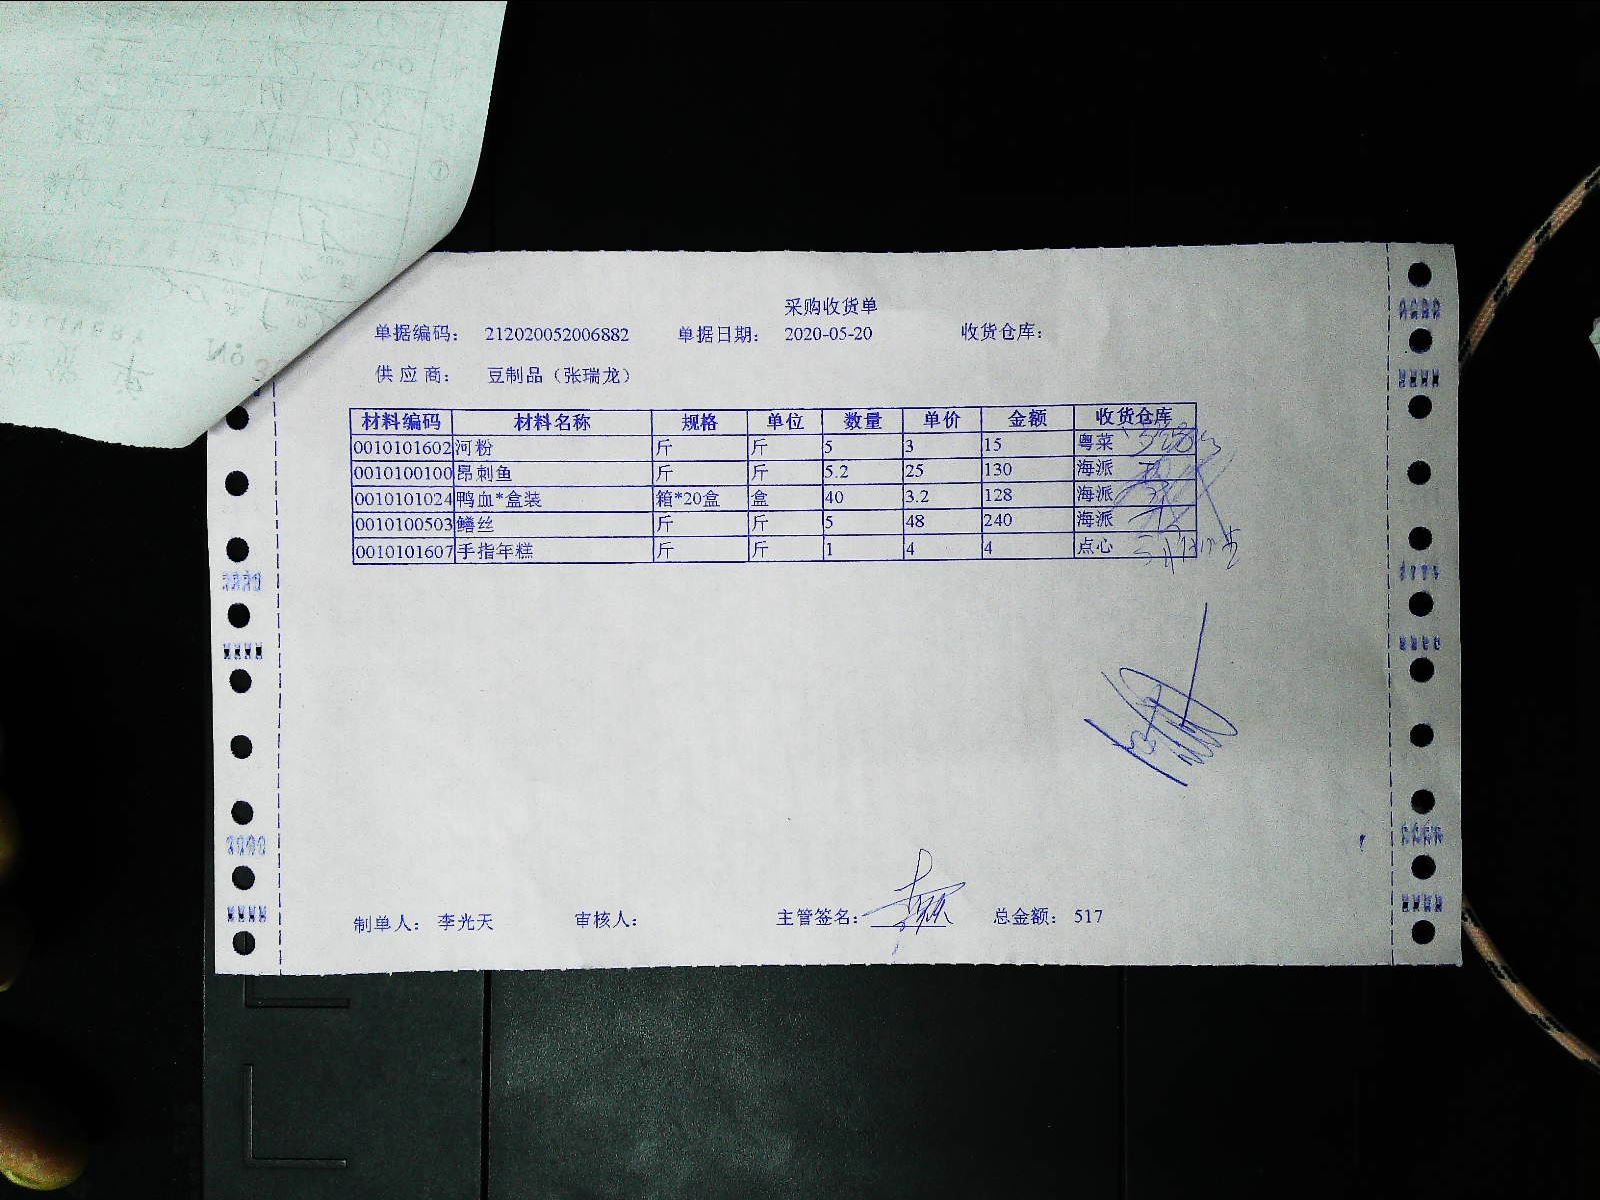 采购收货单
单据编码： 212020052006882 单据日期： 2020-05-20 收货仓库：
供应商： 豆制品（张瑞龙）
材料编码 材料名称 规格 单位 数量 单价 金额 收货仓库
0010101602 河粉 斤 斤 5 3 15 粤菜
0010100100 昂刺鱼 斤 斤 5.2 25 130 海派
0010101024 鸭血*盒装 箱*20盒 盒 40 3.2 128 海派
0010100503 鳝丝 斤 斤 5 48 240 海派
0010101607 手指年糕 斤 斤 1 4 4 点心
制单人： 李光天 审核人： 主管签名： 总金额： 517